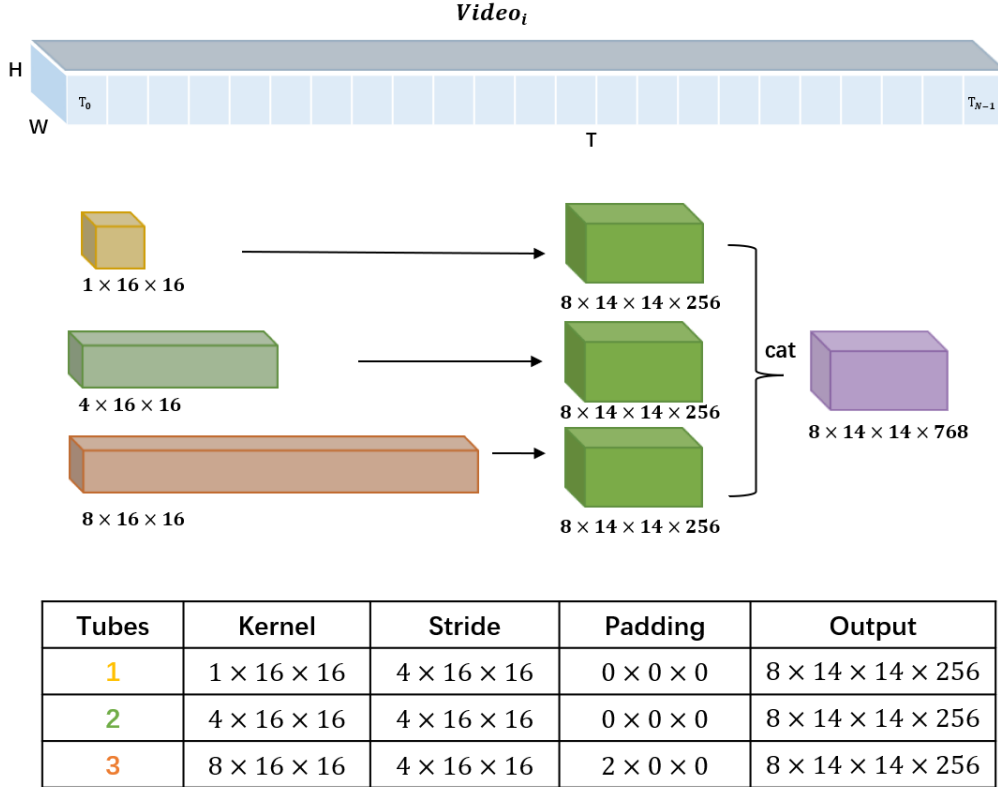 Video_i
H
T_0
T_{N-1}
W
T
1 × 16 × 16
8 × 14 × 14 × 256
4 × 16 × 16
8 × 14 × 14 × 256
cat
8 × 14 × 14 × 768
8 × 16 × 16
8 × 14 × 14 × 256
Tubes Kernel Stride Padding Output
1 1 × 16 × 16 4 × 16 × 16 0 × 0 × 0 8 × 14 × 14 × 256
2 4 × 16 × 16 4 × 16 × 16 0 × 0 × 0 8 × 14 × 14 × 256
3 8 × 16 × 16 4 × 16 × 16 2 × 0 × 0 8 × 14 × 14 × 256